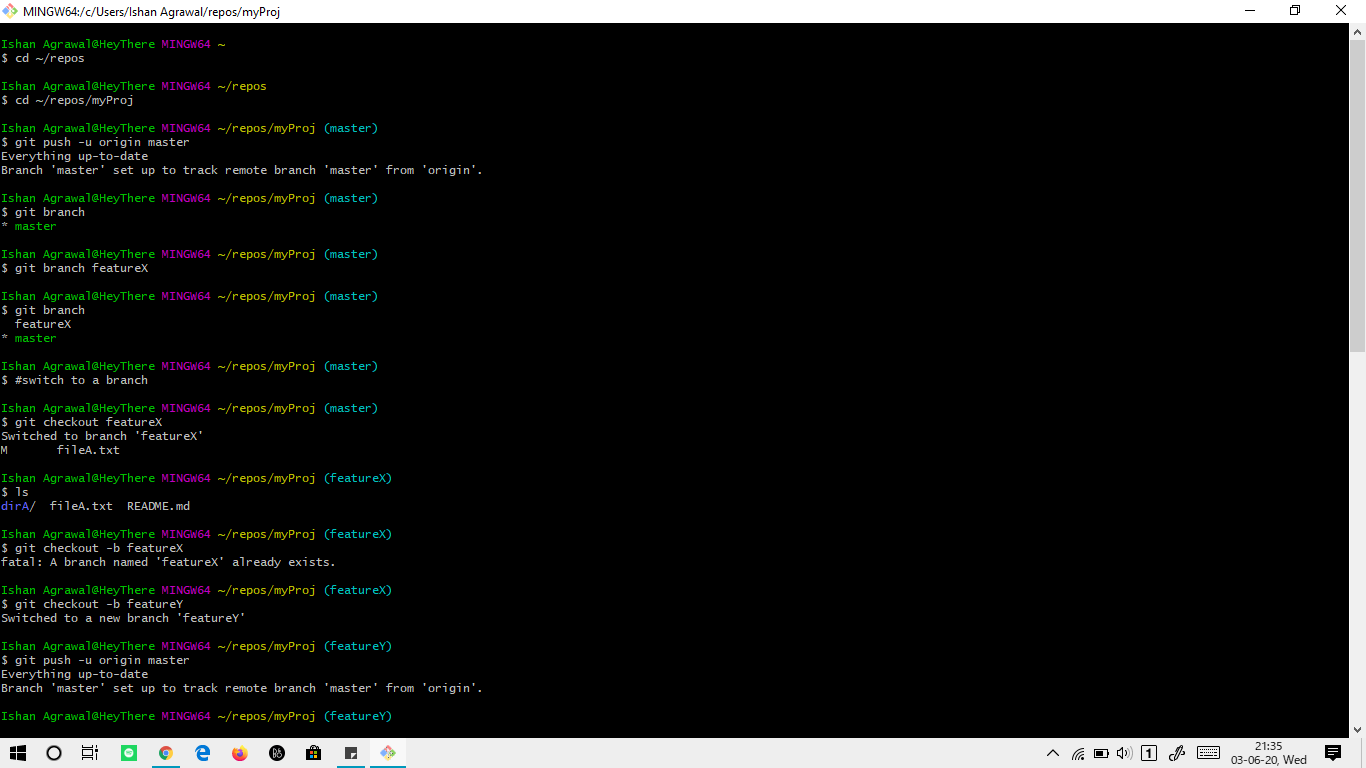 MINGW64:/c/Users/Ishan Agrawal/repos/myProj
Ishan Agrawal@HeyThere MINGW64 ~
$ cd ~/repos
Ishan Agrawal@HeyThere MINGW64 ~/repos
$ cd ~/repos/myProj
Ishan Agrawal@HeyThere MINGW64 ~/repos/myProj (master)
$ git push -u origin master
Everything up-to-date
Branch 'master' set up to track remote branch 'master' from 'origin'.
Ishan Agrawal@HeyThere MINGW64 ~/repos/myProj (master)
$ git branch
* master
Ishan Agrawal@HeyThere MINGW64 ~/repos/myProj (master)
$ git branch featureX
Ishan Agrawal@HeyThere MINGW64 ~/repos/myProj (master)
$ git branch
  featureX
* master
Ishan Agrawal@HeyThere MINGW64 ~/repos/myProj (master)
$ #switch to a branch
Ishan Agrawal@HeyThere MINGW64 ~/repos/myProj (master)
$ git checkout featureX
Switched to branch 'featureX'
M       fileA.txt
Ishan Agrawal@HeyThere MINGW64 ~/repos/myProj (featureX)
$ ls
dirA/  fileA.txt  README.md
Ishan Agrawal@HeyThere MINGW64 ~/repos/myProj (featureX)
$ git checkout -b featureX
fatal: A branch named 'featureX' already exists.
Ishan Agrawal@HeyThere MINGW64 ~/repos/myProj (featureX)
$ git checkout -b featureY
Switched to a new branch 'featureY'
Ishan Agrawal@HeyThere MINGW64 ~/repos/myProj (featureY)
$ git push -u origin master
Everything up-to-date
Branch 'master' set up to track remote branch 'master' from 'origin'.
Ishan Agrawal@HeyThere MINGW64 ~/repos/myProj (featureY)
1
21:35
03-06-20, Wed